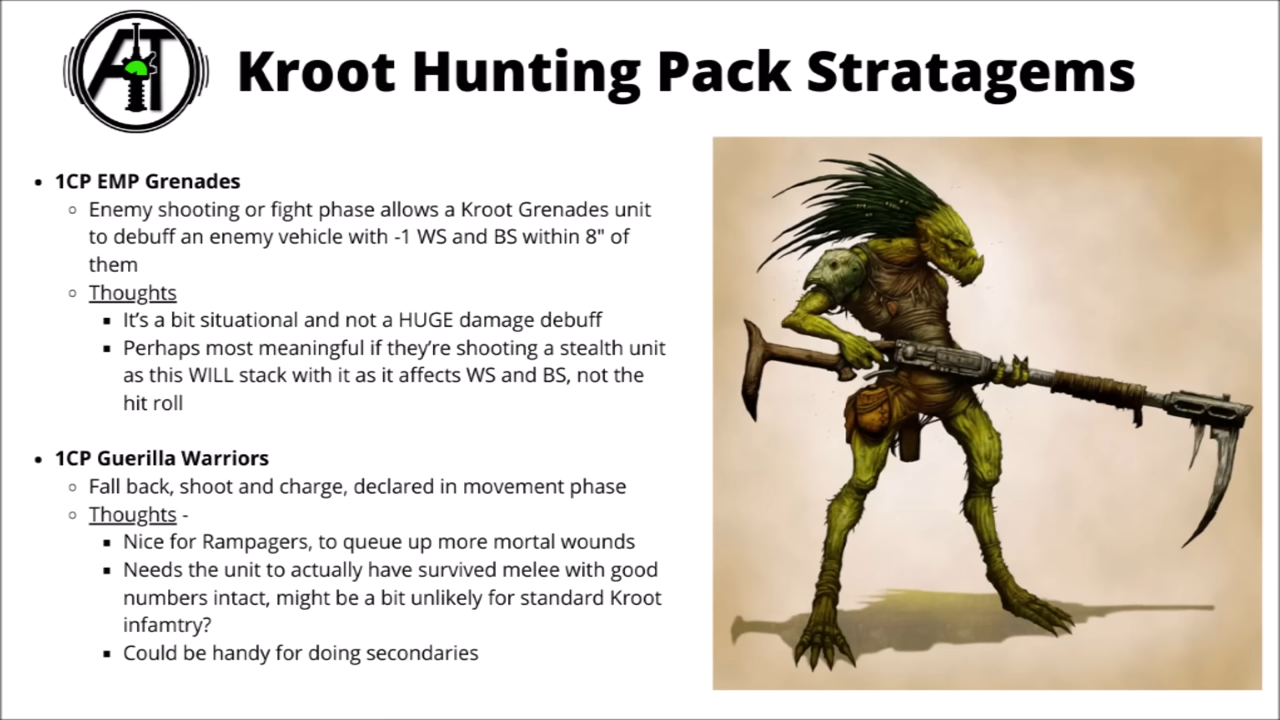 AT
Kroot Hunting Pack Stratagems
• 1CP EMP Grenades
○ Enemy shooting or fight phase allows a Kroot Grenades unit
to debuff an enemy vehicle with -1 WS and BS within 8" of
them
○ Thoughts
▪ It’s a bit situational and not a HUGE damage debuff
▪ Perhaps most meaningful if they’re shooting a stealth unit
as this WILL stack with it as it affects WS and BS, not the
hit roll
• 1CP Guerilla Warriors
○ Fall back, shoot and charge, declared in movement phase
○ Thoughts -
▪ Nice for Rampagers, to queue up more mortal wounds
▪ Needs the unit to actually have survived melee with good
numbers intact, might be a bit unlikely for standard Kroot
infamtry?
▪ Could be handy for doing secondaries